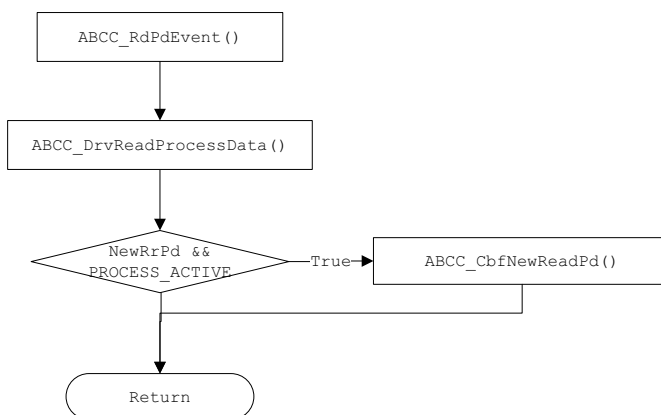 ABCC_RdPdEvent()
ABCC_DrvReadProcessData()
NewRrPd &&
PROCESS_ACTIVE
True
ABCC_CbfNewReadPd()
Return